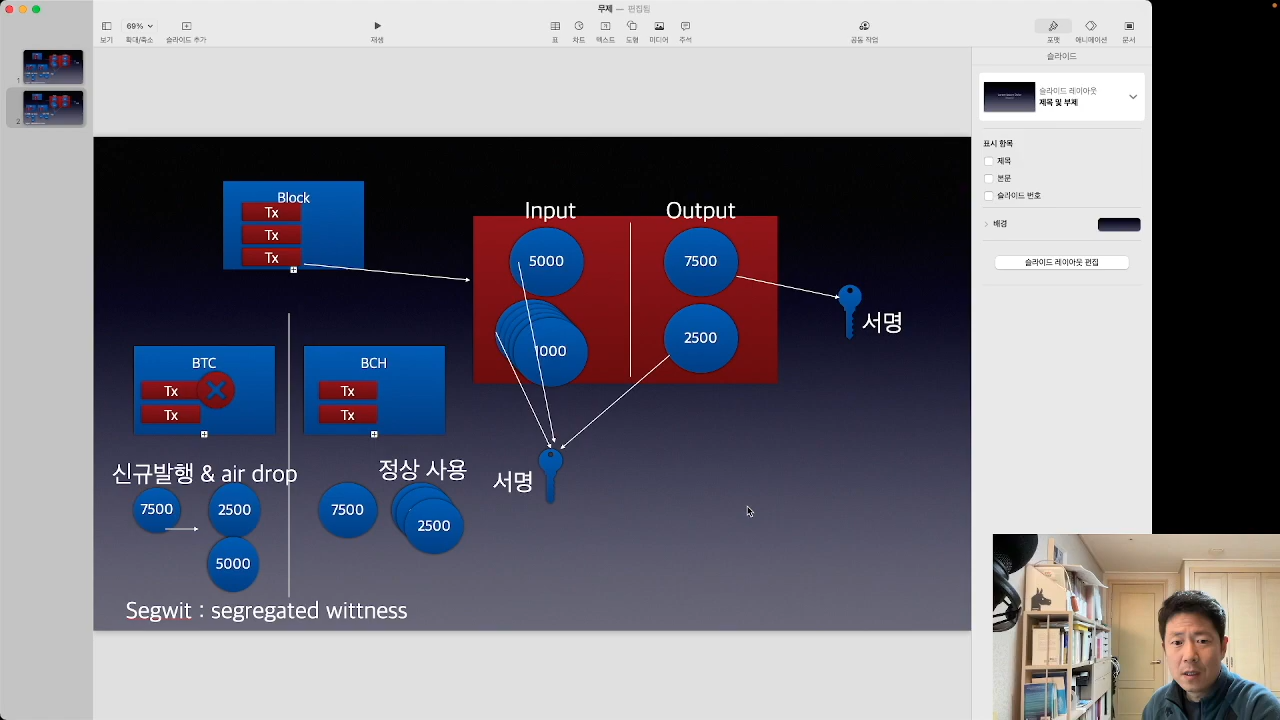 무제 — 편집됨
69%
보기
확대/축소
슬라이드 추가
재생
표
차트
텍스트
도형
미디어
주석
공동 작업
포맷
애니메이션
문서
슬라이드
슬라이드 레이아웃
제목 및 부제
표시 항목
제목
본문
슬라이드 번호
배경
슬라이드 레이아웃 편집
1
2
Block
Tx
Tx
Tx
Input
Output
5000
7500
1000
2500
서명
서명
BTC
Tx
Tx
BCH
Tx
Tx
신규발행 & air drop
정상 사용
7500
2500
5000
7500
2500
Segwit : segregated wittness